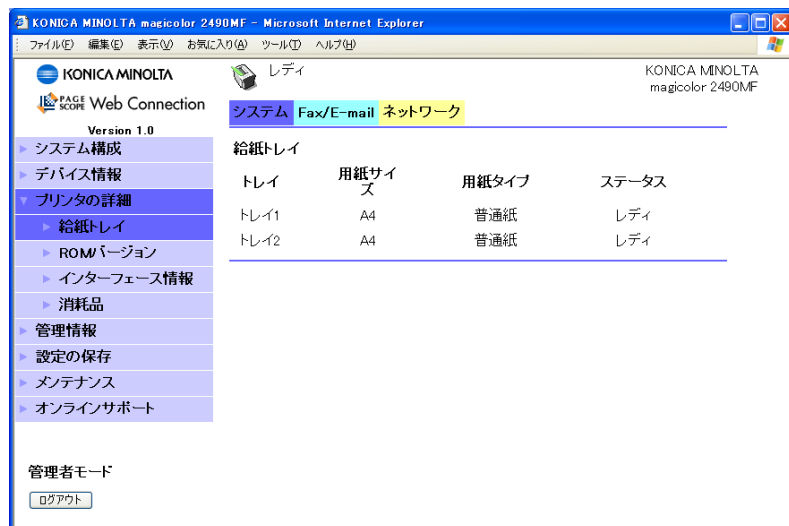 KONICA MINOLTA magicolor 2490MF - Microsoft Internet Explorer
ファイル(F) 編集(E) 表示(V) お気に入り(A) ツール(T) ヘルプ(H)
KONICA MINOLTA
PAGE SCOPE Web Connection
Version 1.0
レディ
KONICA MINOLTA
magicolor 2490MF
システム Fax/E-mail ネットワーク
システム構成
デバイス情報
プリンタの詳細
給紙トレイ
ROMバージョン
インターフェース情報
消耗品
管理情報
設定の保存
メンテナンス
オンラインサポート
管理者モード
ログアウト
給紙トレイ
トレイ 用紙サイズ 用紙タイプ ステータス
トレイ1 A4 普通紙 レディ
トレイ2 A4 普通紙 レディ